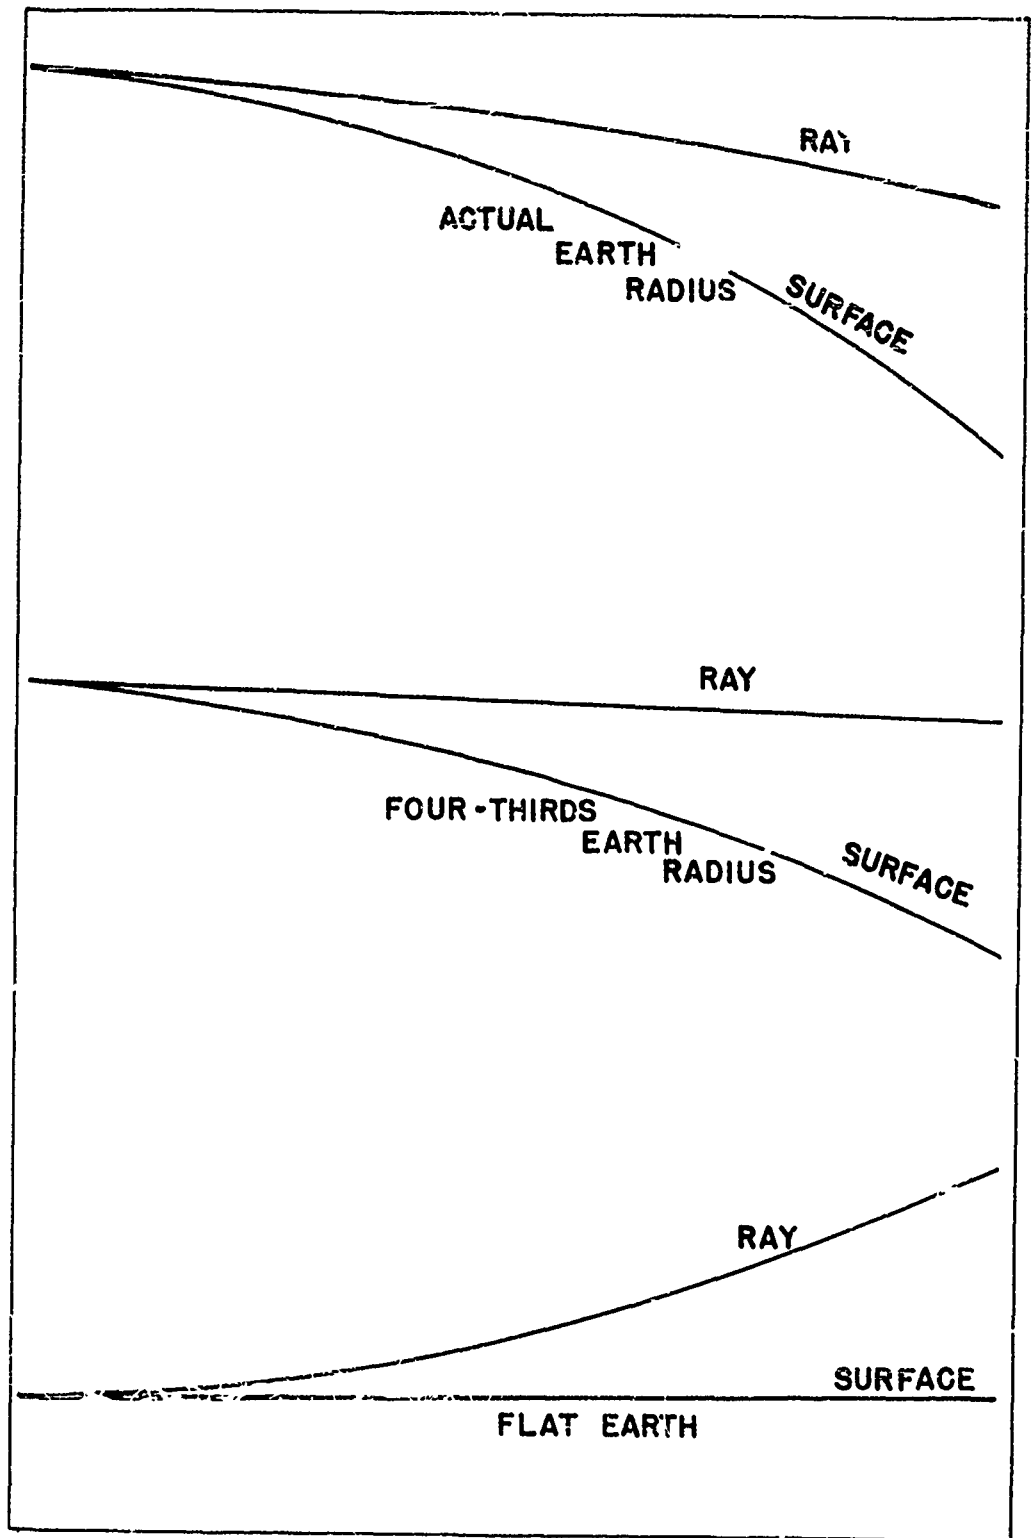 RAY
ACTUAL
EARTH
RADIUS
SURFACE
RAY
FOUR-THIRDS
EARTH
RADIUS
SURFACE
RAY
SURFACE
FLAT EARTH